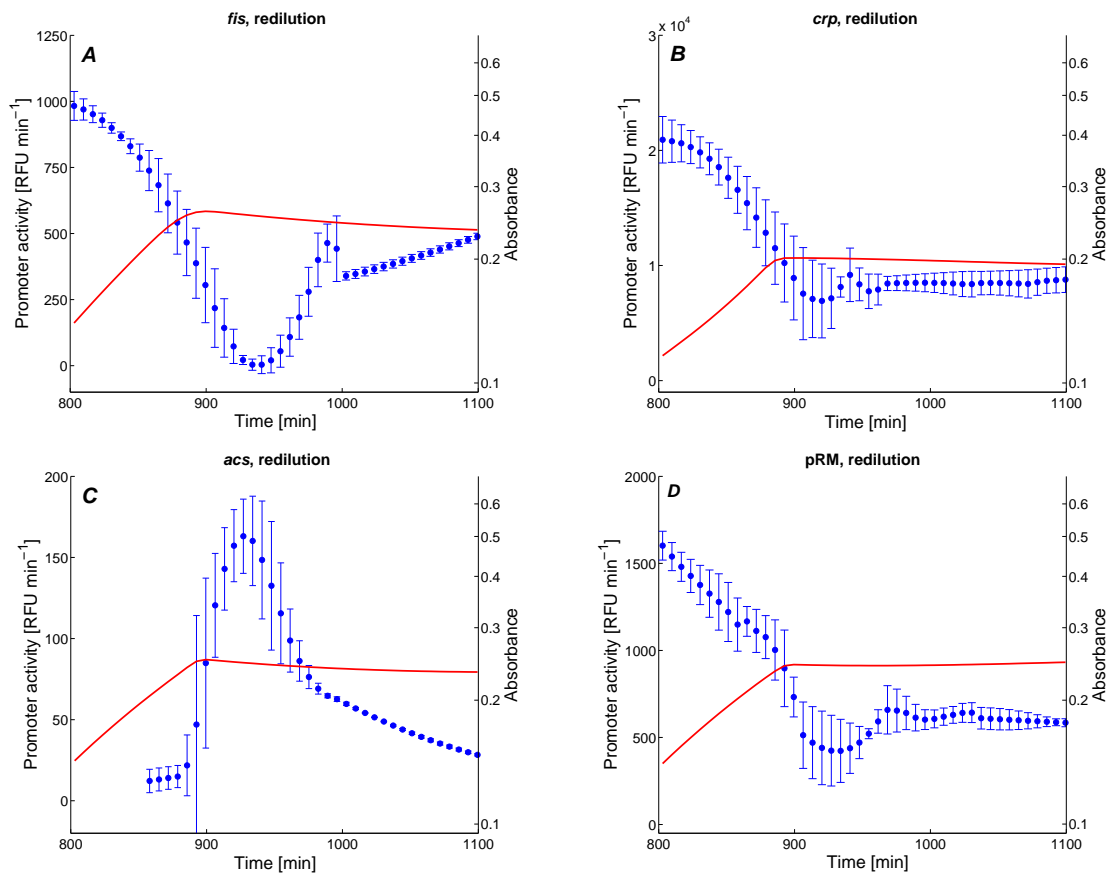 fis, redilution
A
1250
1000
750
500
250
0
0.6
0.5
0.4
0.3
0.2
0.1
800
900
1000
1100
Promoter activity [RFU min⁻¹]
Absorbance
Time [min]
crp, redilution
x 10⁴
B
3
2
1
0
0.6
0.5
0.4
0.3
0.2
0.1
800
900
1000
1100
Promoter activity [RFU min⁻¹]
Absorbance
Time [min]
acs, redilution
C
200
150
100
50
0
0.6
0.5
0.4
0.3
0.2
0.1
800
900
1000
1100
Promoter activity [RFU min⁻¹]
Absorbance
Time [min]
pRM, redilution
D
2000
1500
1000
500
0
0.6
0.5
0.4
0.3
0.2
0.1
800
900
1000
1100
Promoter activity [RFU min⁻¹]
Absorbance
Time [min]